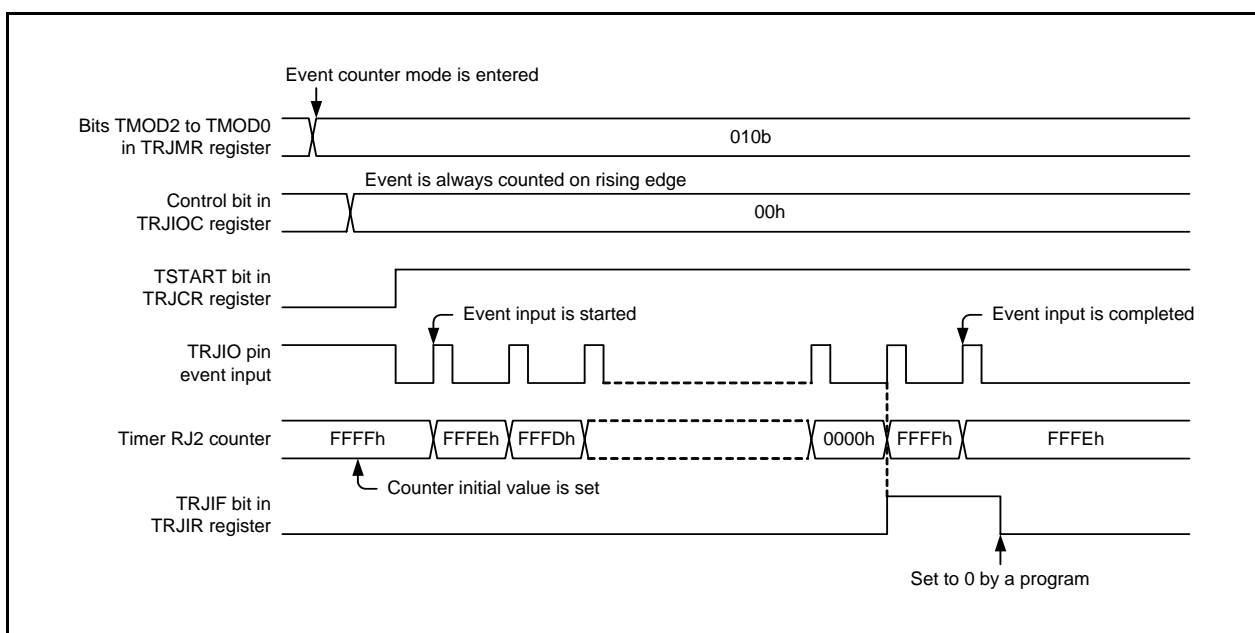 Event counter mode is entered
Bits TMOD2 to TMOD0
in TRJMR register
010b
Event is always counted on rising edge
Control bit in
TRJIOC register
00h
TSTART bit in
TRJCR register
Event input is started
Event input is completed
TRJIO pin
event input
Timer RJ2 counter
FFFFh
FFFEh
FFFDh
0000h
FFFFh
FFFEh
Counter initial value is set
TRJIF bit in
TRJIR register
Set to 0 by a program